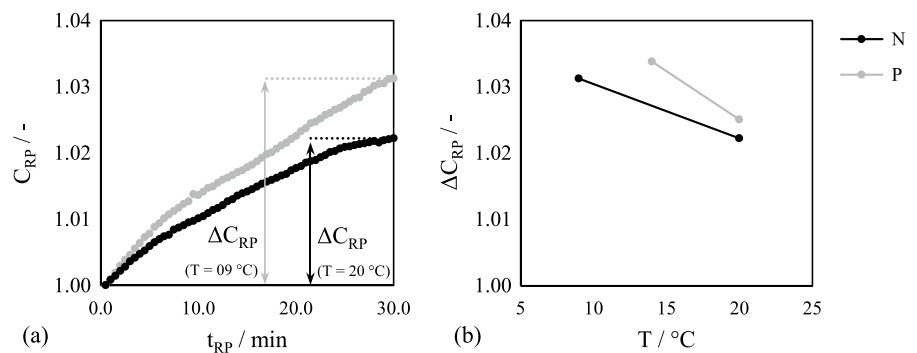 1.04
1.03
1.02
1.01
1.00
C_RP / -
ΔC_RP
(T = 09 °C)
ΔC_RP
(T = 20 °C)
0.0 10.0 20.0 30.0
(a) t_RP / min
1.04
1.03
1.02
1.01
1.00
ΔC_RP / -
5 10 15 20 25
(b) T / °C
N
P